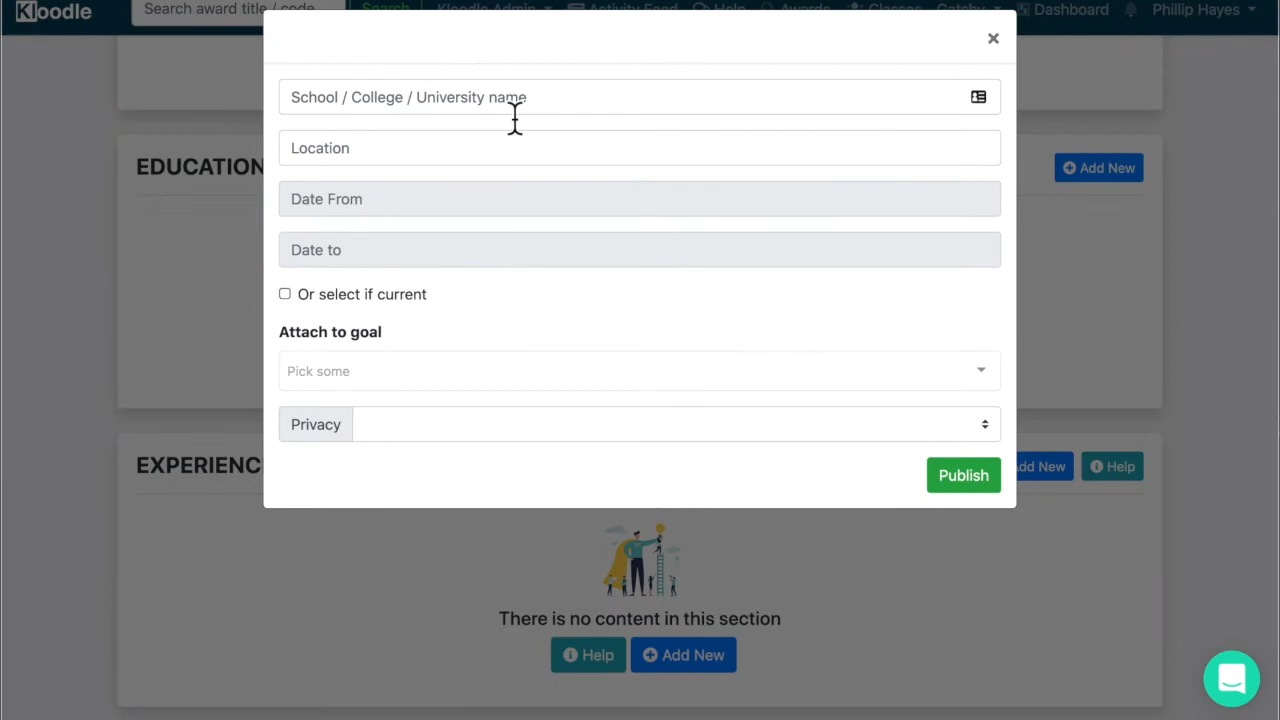 Kloodle Search award title / code Search Kloodle Admin Activity Feed Help Awards Classes Gatsby Dashboard Phillip Hayes
×
School / College / University name
Location
EDUCATION
Add New
Date From
Date to
Or select if current
Attach to goal
Pick some
Privacy
EXPERIENC
dd New
Help
Publish
There is no content in this section
Help
Add New